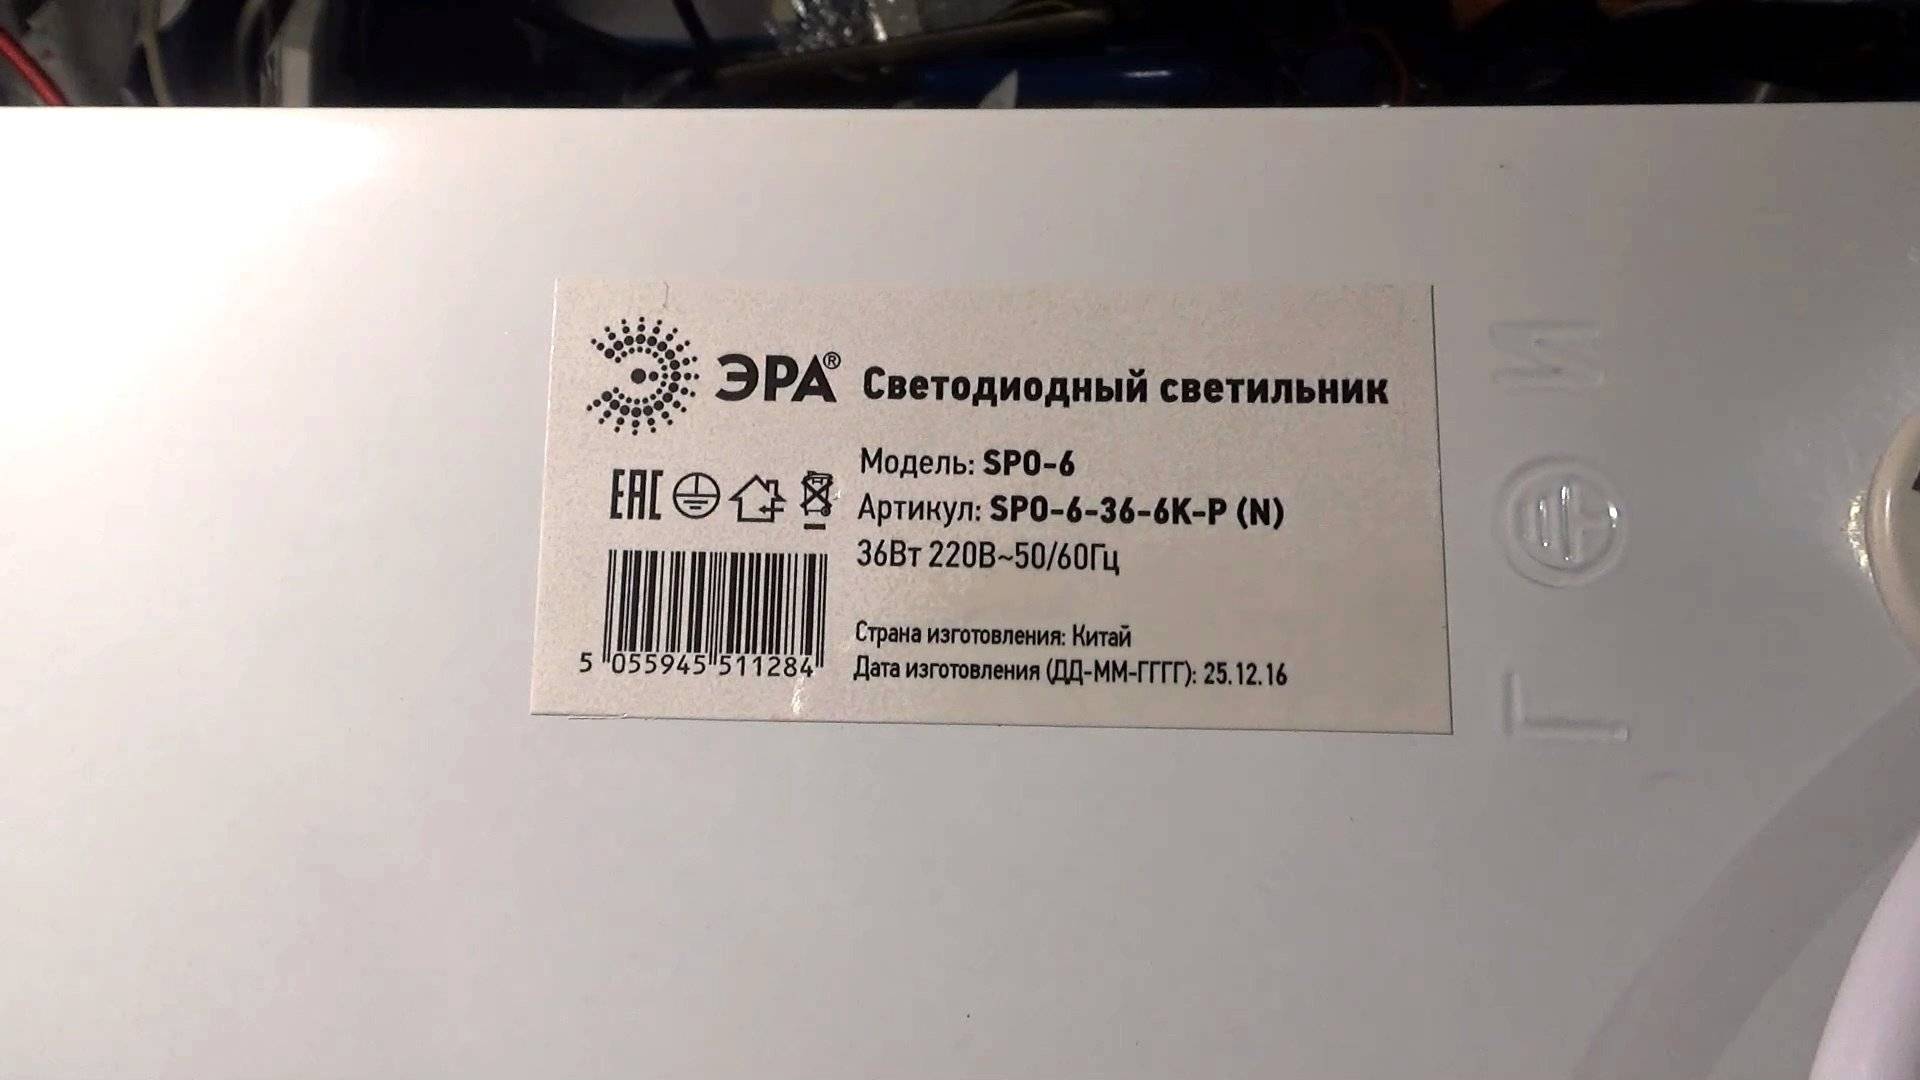 ЭРА® Светодиодный светильник
Модель: SPO-6
EAC
Артикул: SPO-6-36-6K-P (N)
36Вт 220В~50/60Гц
Страна изготовления: Китай
Дата изготовления (ДД-ММ-ГГГГ): 25.12.16
5 055945 511284
N
L